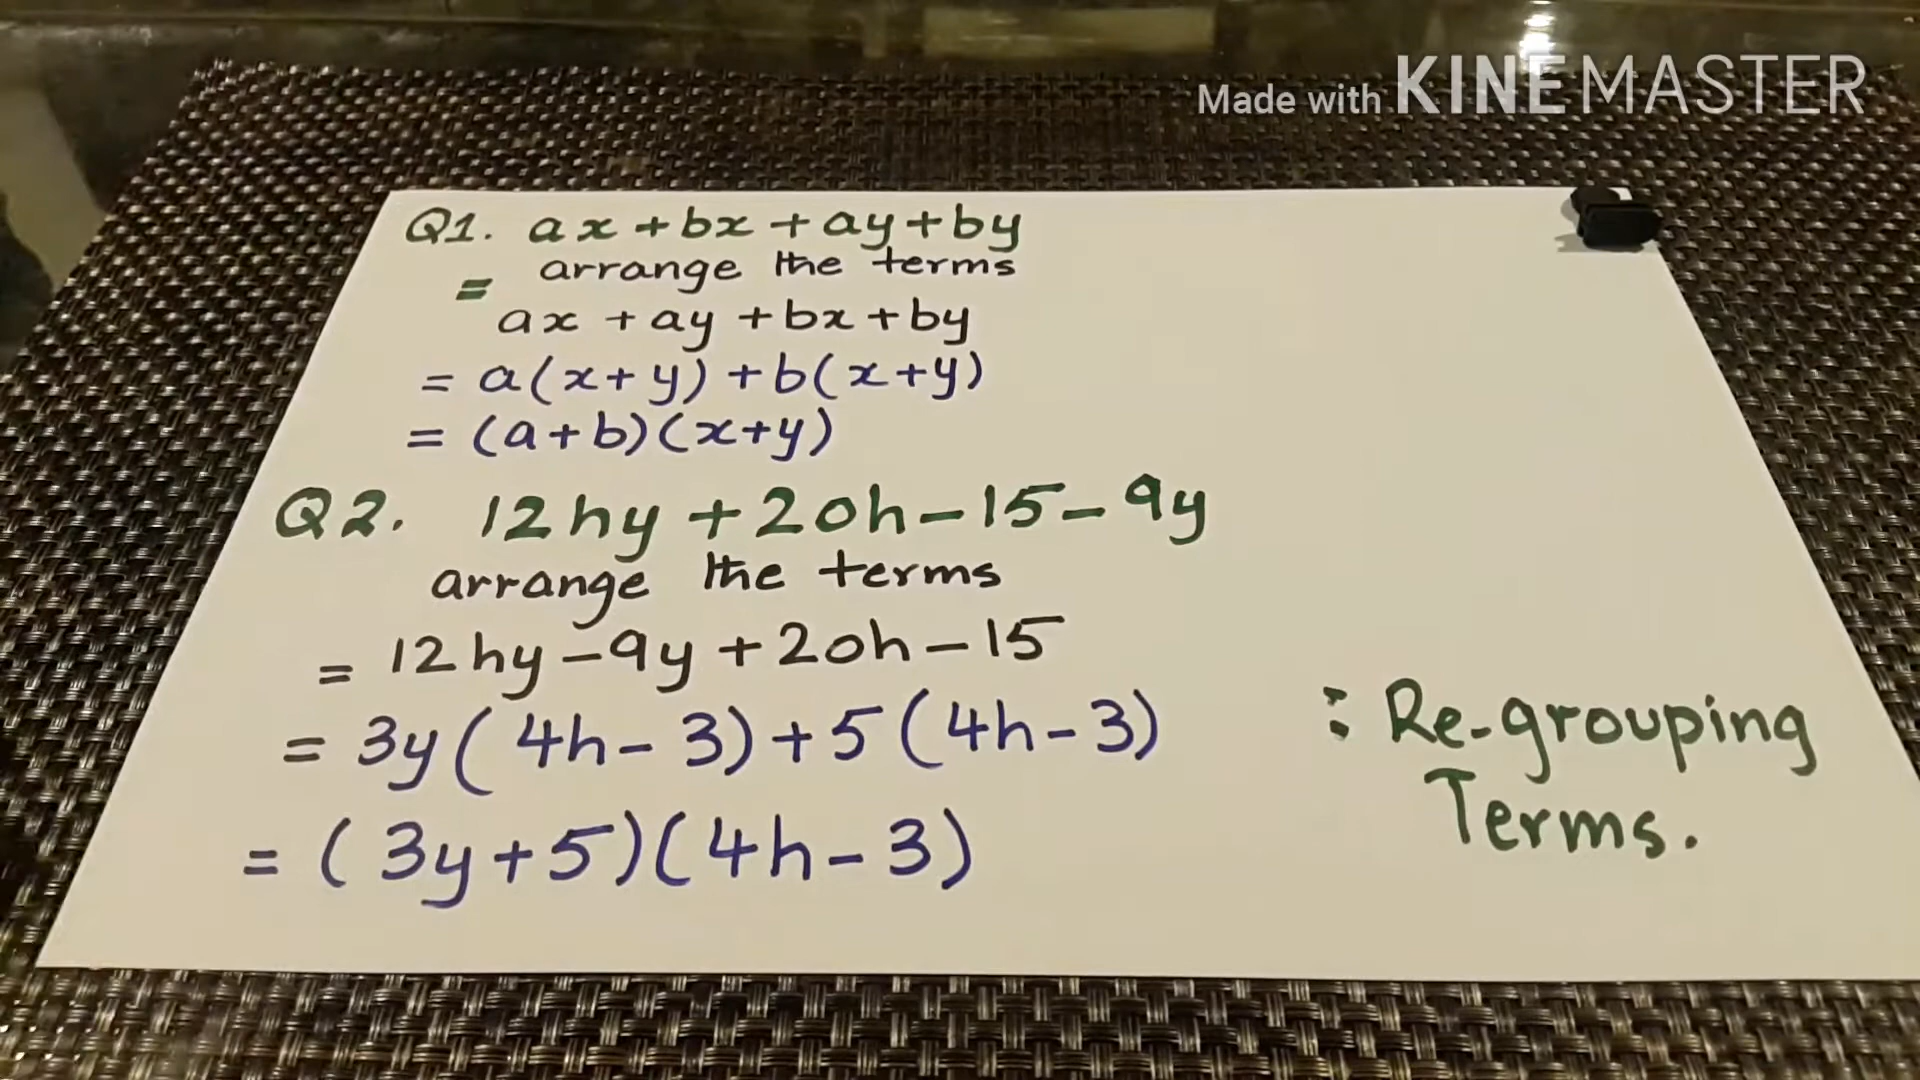 Made with KINEMASTER
Q1. ax+bx+ay+by
arrange the terms
=
ax+ay+bx+by
= a(x+y)+b(x+y)
= (a+b)(x+y)
Q2. 12hy+20h-15-9y
arrange the terms
= 12hy-9y+20h-15
= 3y(4h-3)+5(4h-3)
= (3y+5)(4h-3)
: Re-grouping
Terms.